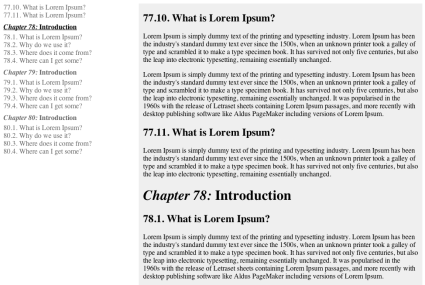 77.10. What is Lorem Ipsum?
77.11. What is Lorem Ipsum?
Chapter 78: Introduction
78.1. What is Lorem Ipsum?
78.2. Why do we use it?
78.3. Where does it come from?
78.4. Where can I get some?
Chapter 79: Introduction
79.1. What is Lorem Ipsum?
79.2. Why do we use it?
79.3. Where does it come from?
79.4. Where can I get some?
Chapter 80: Introduction
80.1. What is Lorem Ipsum?
80.2. Why do we use it?
80.3. Where does it come from?
80.4. Where can I get some?
77.10. What is Lorem Ipsum?
Lorem Ipsum is simply dummy text of the printing and typesetting industry. Lorem Ipsum has been
the industry's standard dummy text ever since the 1500s, when an unknown printer took a galley of
type and scrambled it to make a type specimen book. It has survived not only five centuries, but also
the leap into electronic typesetting, remaining essentially unchanged.
Lorem Ipsum is simply dummy text of the printing and typesetting industry. Lorem Ipsum has been
the industry's standard dummy text ever since the 1500s, when an unknown printer took a galley of
type and scrambled it to make a type specimen book. It has survived not only five centuries, but also
the leap into electronic typesetting, remaining essentially unchanged. It was popularised in the
1960s with the release of Letraset sheets containing Lorem Ipsum passages, and more recently with
desktop publishing software like Aldus PageMaker including versions of Lorem Ipsum.
77.11. What is Lorem Ipsum?
Lorem Ipsum is simply dummy text of the printing and typesetting industry. Lorem Ipsum has been
the industry's standard dummy text ever since the 1500s, when an unknown printer took a galley of
type and scrambled it to make a type specimen book. It has survived not only five centuries, but also
the leap into electronic typesetting, remaining essentially unchanged.
Chapter 78: Introduction
78.1. What is Lorem Ipsum?
Lorem Ipsum is simply dummy text of the printing and typesetting industry. Lorem Ipsum has been
the industry's standard dummy text ever since the 1500s, when an unknown printer took a galley of
type and scrambled it to make a type specimen book. It has survived not only five centuries, but also
the leap into electronic typesetting, remaining essentially unchanged. It was popularised in the
1960s with the release of Letraset sheets containing Lorem Ipsum passages, and more recently with
desktop publishing software like Aldus PageMaker including versions of Lorem Ipsum.